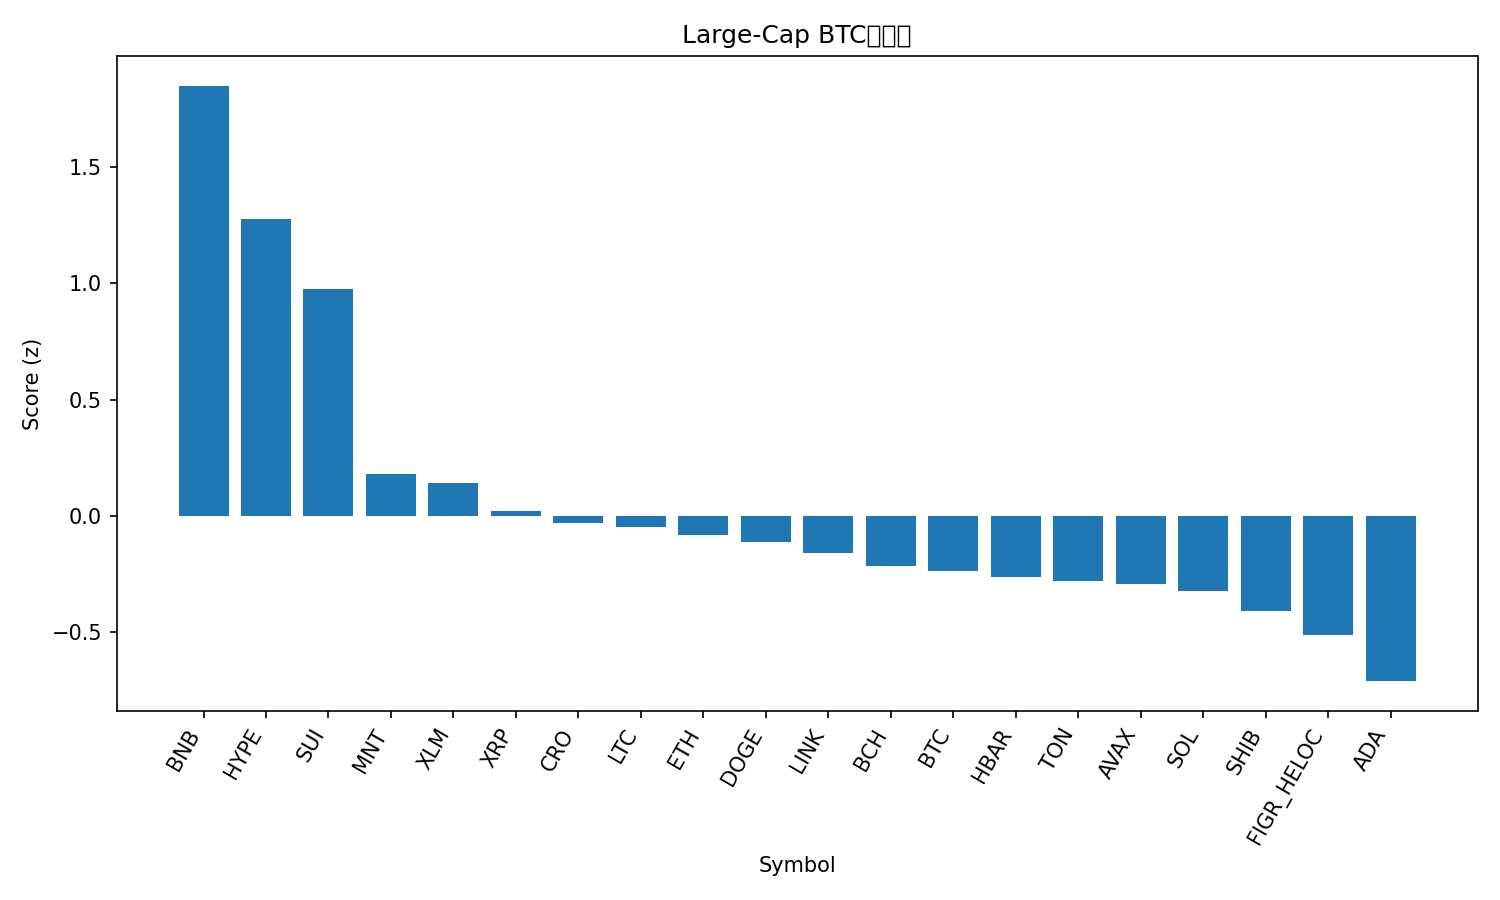 Large-Cap BTC
Score (z)
1.5
1.0
0.5
0.0
−0.5
BNB
HYPE
SUI
MNT
XLM
XRP
CRO
LTC
ETH
DOGE
LINK
BCH
BTC
HBAR
TON
AVAX
SOL
SHIB
FIGR_HELOC
ADA
Symbol